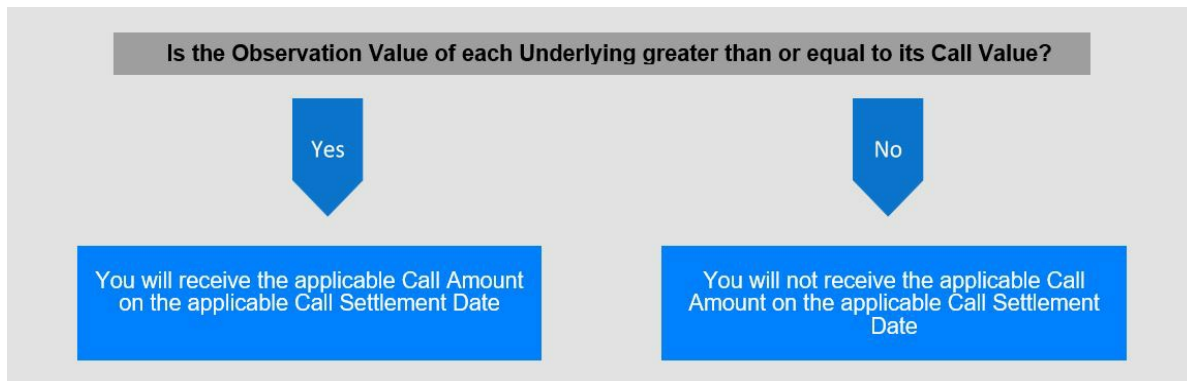 Is the Observation Value of each Underlying greater than or equal to its Call Value?
Yes
No
You will receive the applicable Call Amount
on the applicable Call Settlement Date
You will not receive the applicable Call
Amount on the applicable Call Settlement
Date